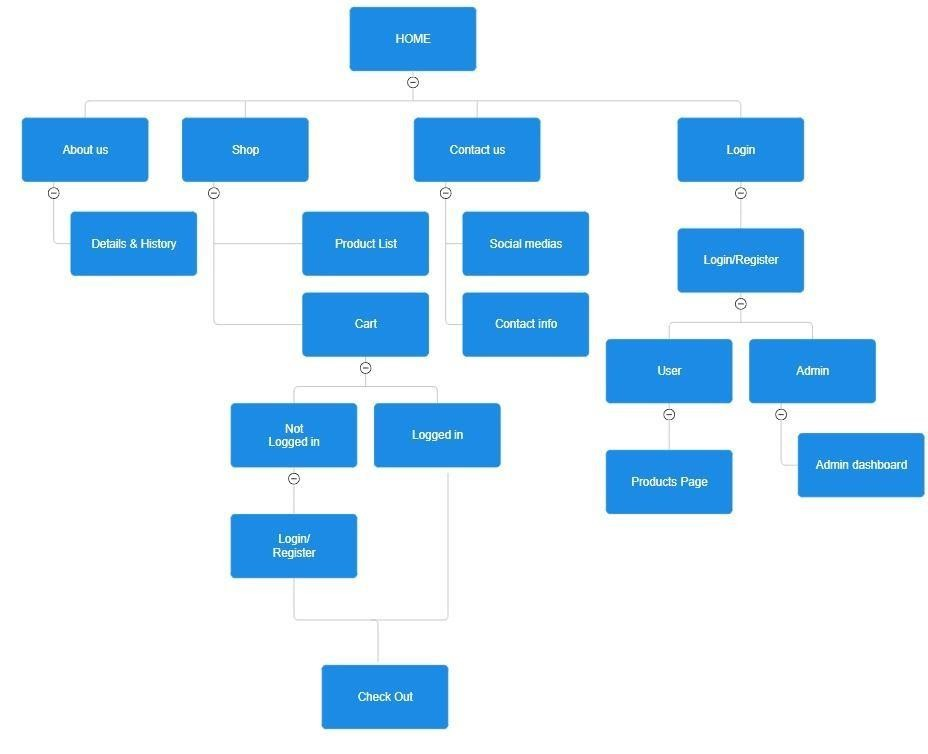 HOME
About us
Shop
Contact us
Login
Details & History
Product List
Social medias
Login/Register
Cart
Contact info
User
Admin
Not
Logged in
Logged in
Admin dashboard
Products Page
Login/
Register
Check Out